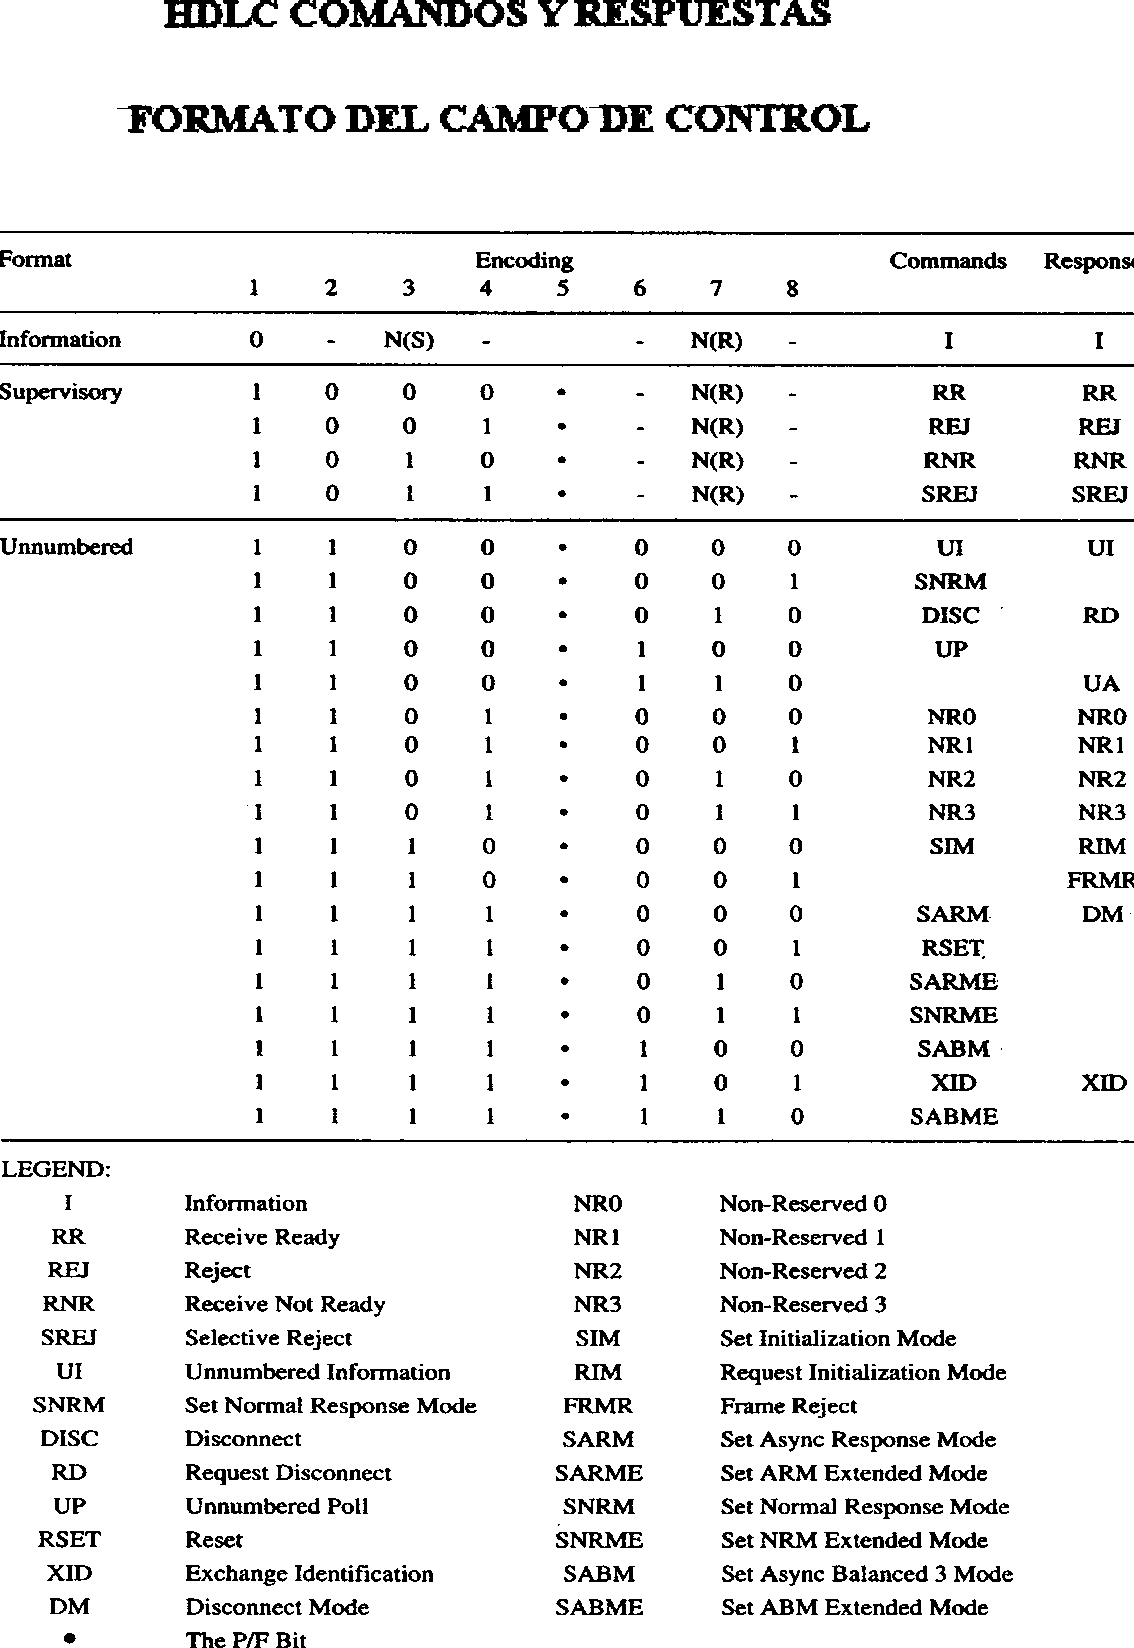 HDLC COMANDOS Y RESPUESTAS
FORMATO DEL CAMPO DE CONTROL
Format Encoding Commands Response
1 2 3 4 5 6 7 8
Information 0 - N(S) - - N(R) - I I
Supervisory 1 0 0 0 • - N(R) - RR RR
1 0 0 1 • - N(R) - REJ REJ
1 0 1 0 • - N(R) - RNR RNR
1 0 1 1 • - N(R) - SREJ SREJ
Unnumbered 1 1 0 0 • 0 0 0 UI UI
1 1 0 0 • 0 0 1 SNRM
1 1 0 0 • 0 1 0 DISC RD
1 1 0 0 • 1 0 0 UP
1 1 0 0 • 1 1 0 UA
1 1 0 1 • 0 0 0 NR0 NR0
1 1 0 1 • 0 0 1 NR1 NR1
1 1 0 1 • 0 1 0 NR2 NR2
1 1 0 1 • 0 1 1 NR3 NR3
1 1 1 0 • 0 0 0 SIM RIM
1 1 1 0 • 0 0 1 FRMR
1 1 1 1 • 0 0 0 SARM DM
1 1 1 1 • 0 0 1 RSET
1 1 1 1 • 0 1 0 SARME
1 1 1 1 • 0 1 1 SNRME
1 1 1 1 • 1 0 0 SABM
1 1 1 1 • 1 0 1 XID XID
1 1 1 1 • 1 1 0 SABME
LEGEND:
I Information NR0 Non-Reserved 0
RR Receive Ready NR1 Non-Reserved 1
REJ Reject NR2 Non-Reserved 2
RNR Receive Not Ready NR3 Non-Reserved 3
SREJ Selective Reject SIM Set Initialization Mode
UI Unnumbered Information RIM Request Initialization Mode
SNRM Set Normal Response Mode FRMR Frame Reject
DISC Disconnect SARM Set Async Response Mode
RD Request Disconnect SARME Set ARM Extended Mode
UP Unnumbered Poll SNRM Set Normal Response Mode
RSET Reset SNRME Set NRM Extended Mode
XID Exchange Identification SABM Set Async Balanced 3 Mode
DM Disconnect Mode SABME Set ABM Extended Mode
• The P/F Bit